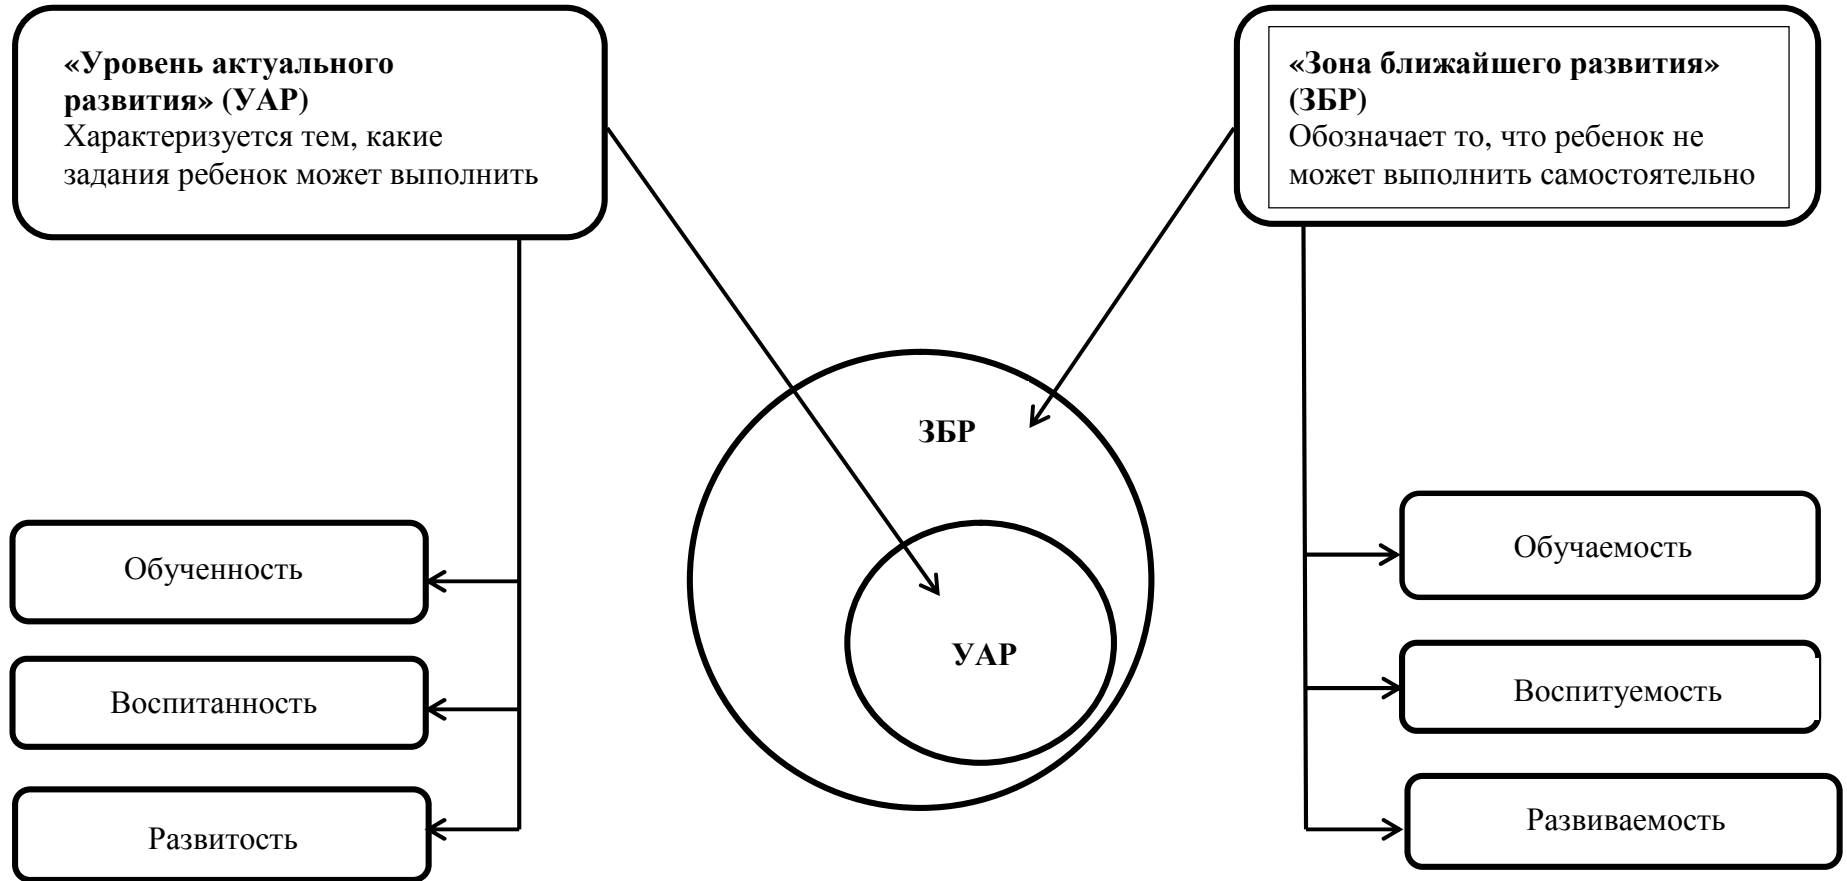 «Уровень актуального
развития» (УАР)
Характеризуется тем, какие
задания ребенок может выполнить
«Зона ближайшего развития»
(ЗБР)
Обозначает то, что ребенок не
может выполнить самостоятельно
ЗБР
УАР
Обученность
Воспитанность
Развитость
Обучаемость
Воспитуемость
Развиваемость